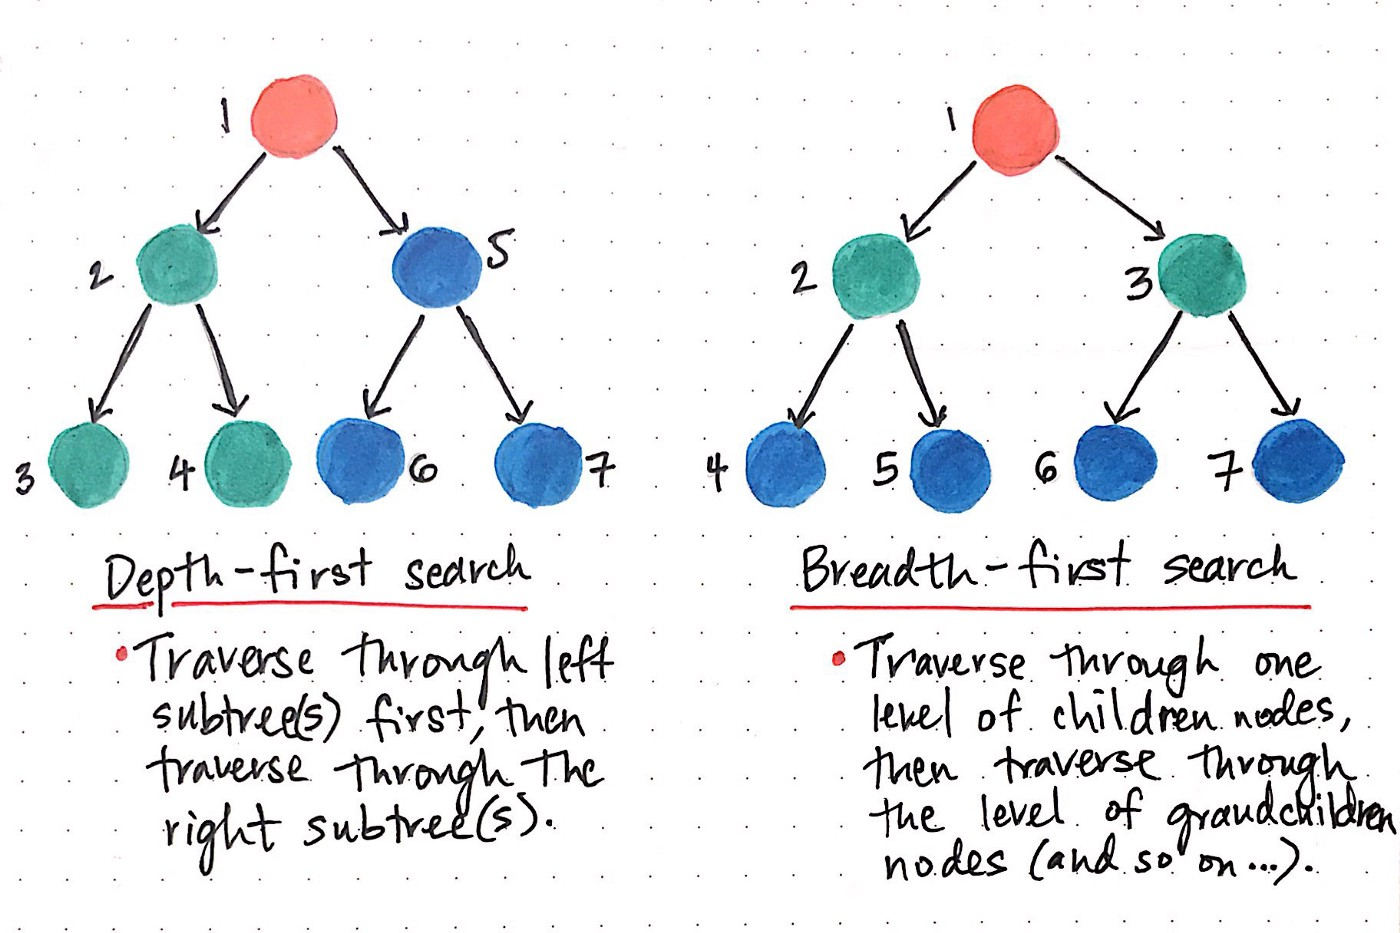 1
2
5
3
4
6
7
Depth-first search
• Traverse through left
subtree(s) first, then
traverse through the
right subtree(s).
1
2
3
4
5
6
7
Breadth-first search
• Traverse through one
level of children nodes,
then traverse through
the level of grandchildren
nodes (and so on...).